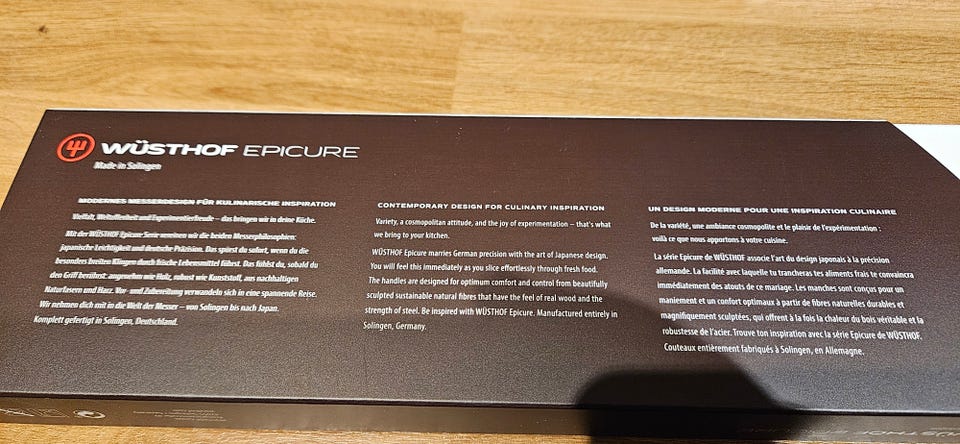 WÜSTHOF EPICURE
Made in Solingen
MODERNES MESSERDESIGN FÜR KULINARISCHE INSPIRATION
Vielfalt, Weltoffenheit und Experimentierfreude – das bringen wir in deine Küche.
Mit der WÜSTHOF Epicure Serie vereinen wir die beiden Messerphilosophien:
japanische Leichtigkeit und deutsche Präzision. Das spürst du sofort, wenn du die
besonders breiten Klingen durch frische Lebensmittel führst. Das fühlst du, sobald du
den Griff berührst: angenehm wie Holz, robust wie Kunststoff, aus nachhaltigen
Naturfasern und Harz. Vor- und Zubereitung verwandeln sich in eine spannende Reise.
Wir nehmen dich mit in die Welt der Messer – von Solingen bis nach Japan.
Komplett gefertigt in Solingen, Deutschland.
CONTEMPORARY DESIGN FOR CULINARY INSPIRATION
Variety, a cosmopolitan attitude, and the joy of experimentation – that's what
we bring to your kitchen.
WÜSTHOF Epicure marries German precision with the art of Japanese design.
You will feel this immediately as you slice effortlessly through fresh food.
The handles are designed for optimum comfort and control from beautifully
sculpted sustainable natural fibres that have the feel of real wood and the
strength of steel. Be inspired with WÜSTHOF Epicure. Manufactured entirely in
Solingen, Germany.
UN DESIGN MODERNE POUR UNE INSPIRATION CULINAIRE
De la variété, une ambiance cosmopolite et le plaisir de l'expérimentation :
voilà ce que nous apportons à votre cuisine.
La série Epicure de WÜSTHOF associe l'art du design japonais à la précision
allemande. La facilité avec laquelle tu trancheras tes aliments frais te convaincra
immédiatement des atouts de ce mariage. Les manches sont conçus pour un
maniement et un confort optimaux à partir de fibres naturelles durables et
magnifiquement sculptées, qui offrent à la fois la chaleur du bois véritable et la
robustesse de l'acier. Trouve ton inspiration avec la série Epicure de WÜSTHOF.
Couteaux entièrement fabriqués à Solingen, en Allemagne.